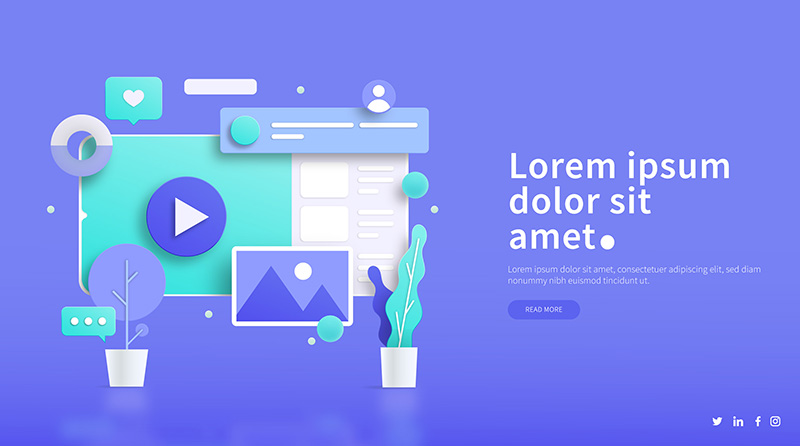 Lorem ipsum
dolor sit
amet.
Lorem ipsum dolor sit amet, consectetuer adipiscing elit, sed diam
nonummy nibh euismod tincidunt ut.
READ MORE